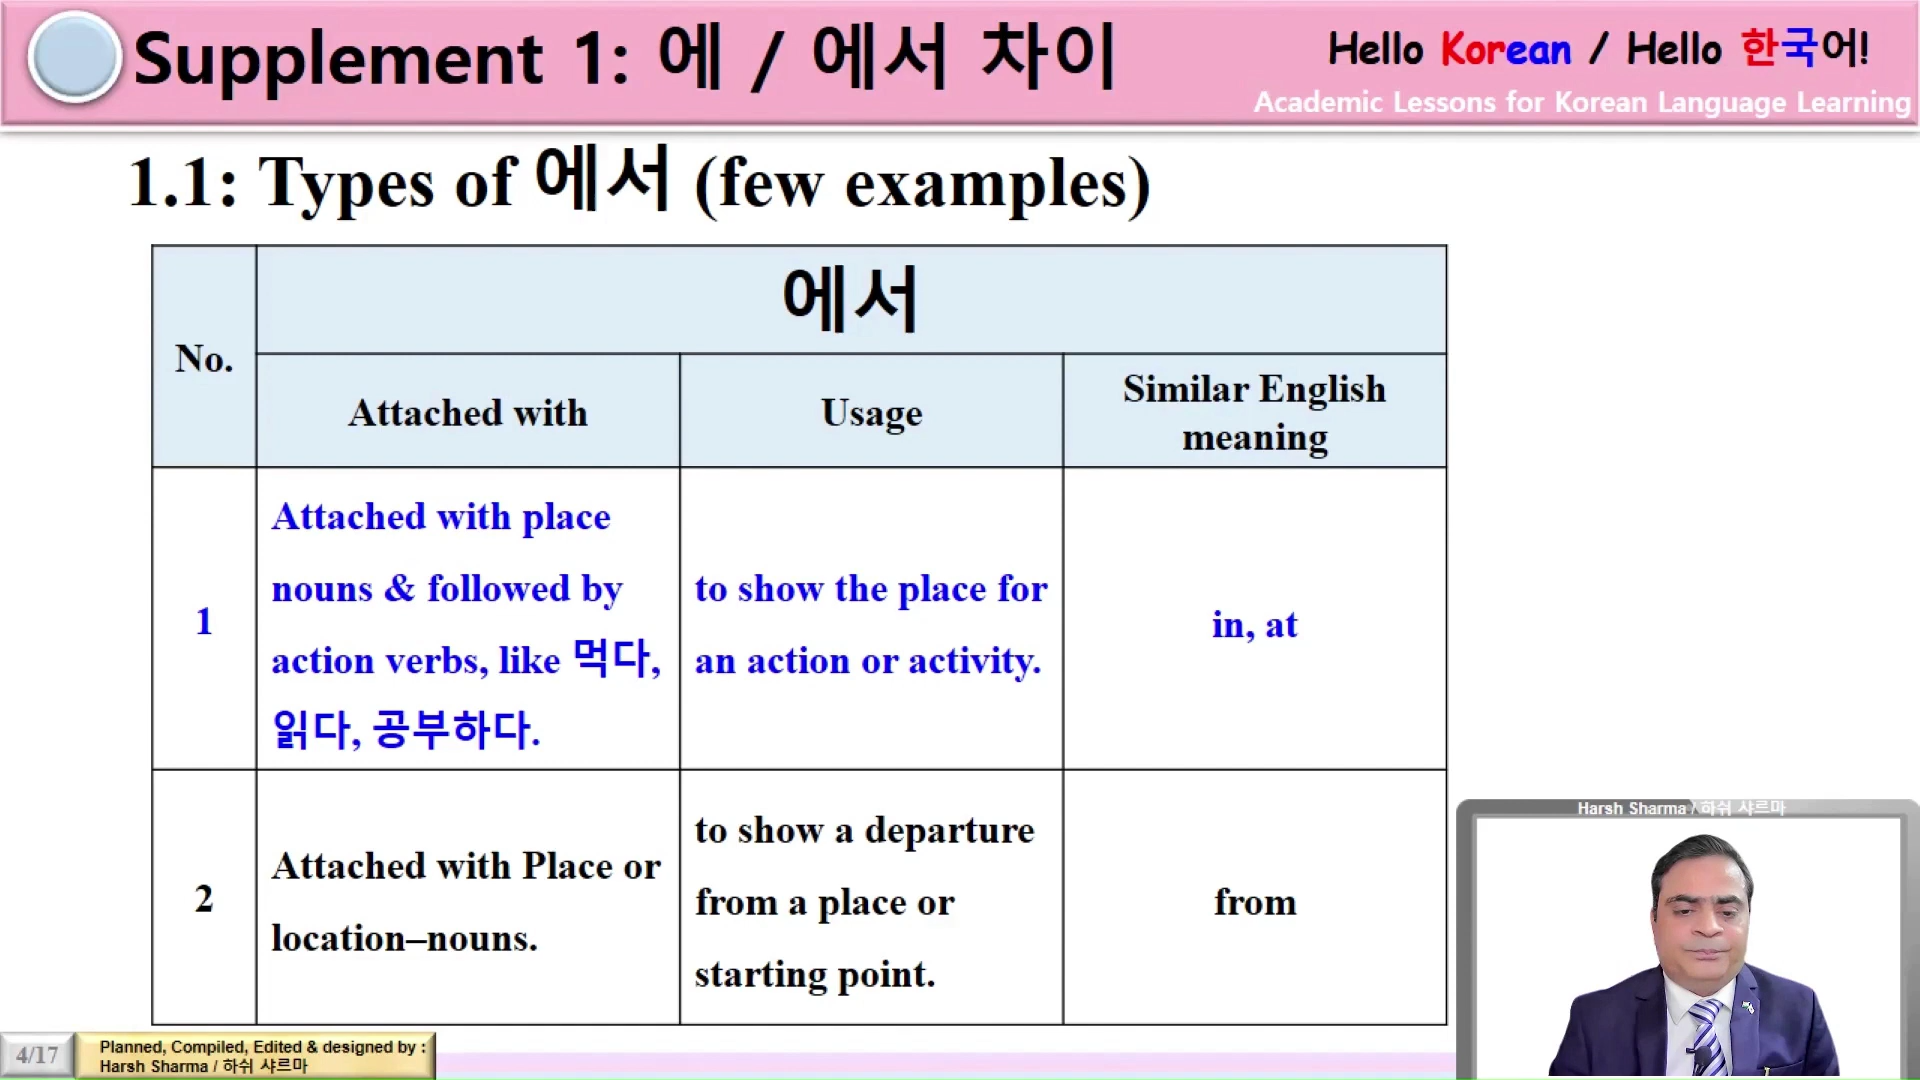 Supplement 1: 에 / 에서 차이
Hello Korean / Hello 한국어!
Academic Lessons for Korean Language Learning
1.1: Types of 에서 (few examples)
No.
에서
Attached with
Usage
Similar English
meaning
1
Attached with place
nouns & followed by
action verbs, like 먹다,
읽다, 공부하다.
to show the place for
an action or activity.
in, at
2
Attached with Place or
location–nouns.
to show a departure
from a place or
starting point.
from
Harsh Sharma / 하쉬 샤르마
4/17
Planned, Compiled, Edited & designed by :
Harsh Sharma / 하쉬 샤르마